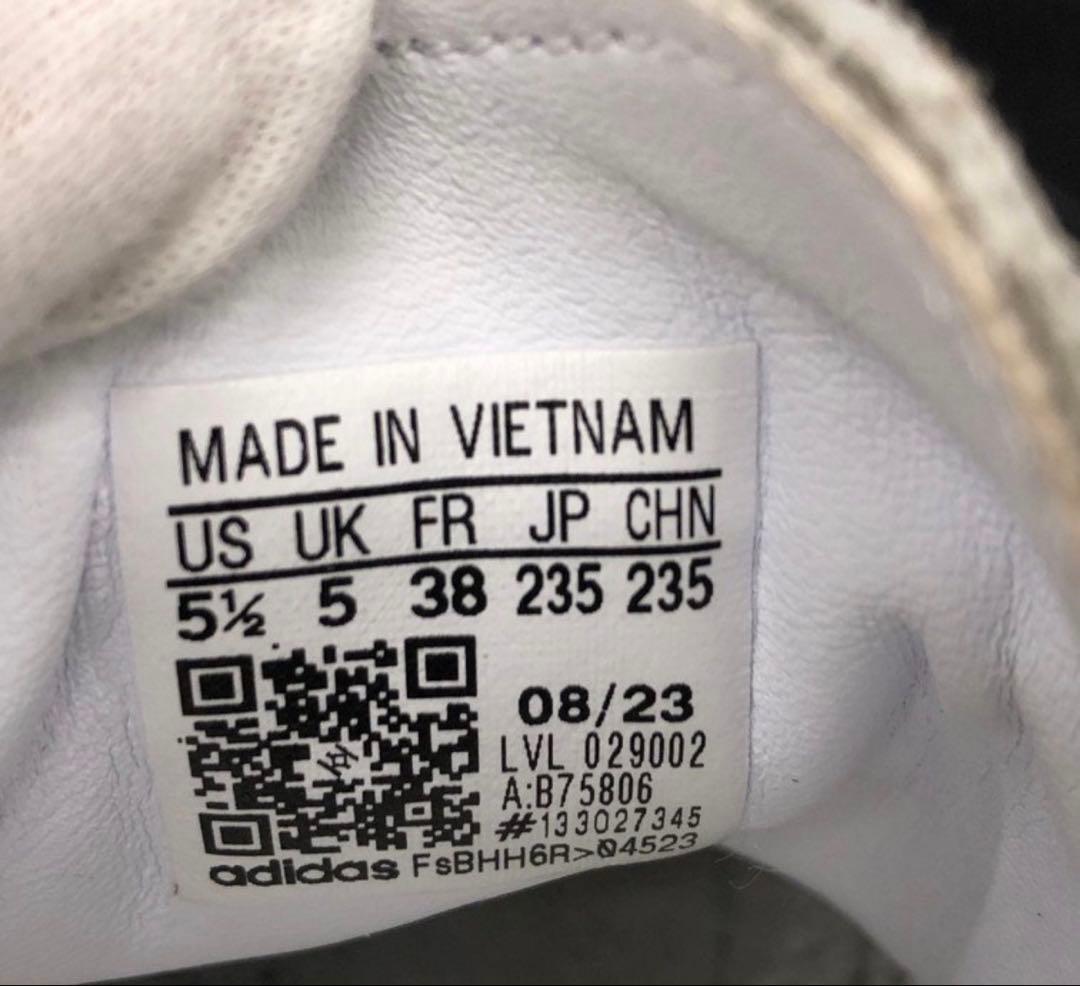 MADE IN VIETNAM
US UK FR JP CHN
5½ 5 38 235 235
08/23
LVL 029002
A:B75806
#133027345
adidas FsBHH6R>04523